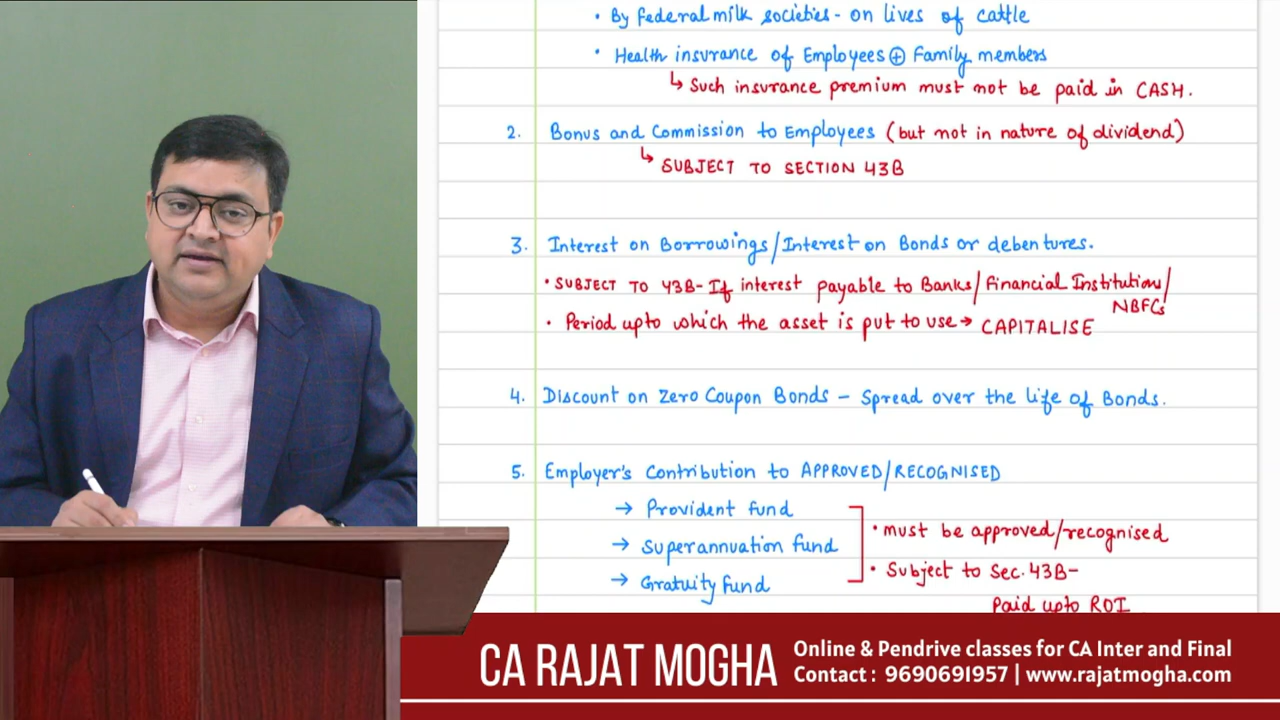 • By federal milk societies - on lives of cattle
• Health insurance of Employees ⊕ Family members
↳ Such insurance premium must not be paid in CASH.
2. Bonus and Commission to Employees (but not in nature of dividend)
↳ SUBJECT TO SECTION 43B
3. Interest on Borrowings/Interest on Bonds or debentures.
• SUBJECT TO 43B- If interest payable to Banks/Financial Institution/
NBFCs
• Period upto which the asset is put to use → CAPITALISE
4. Discount on Zero Coupon Bonds - Spread over the life of Bonds.
5. Employer's Contribution to APPROVED/RECOGNISED
→ Provident fund
→ Superannuation fund
→ Gratuity fund
• must be approved/recognised
• Subject to Sec. 43B-
Paid upto ROI
CA RAJAT MOGHA
Online & Pendrive classes for CA Inter and Final
Contact : 9690691957 | www.rajatmogha.com